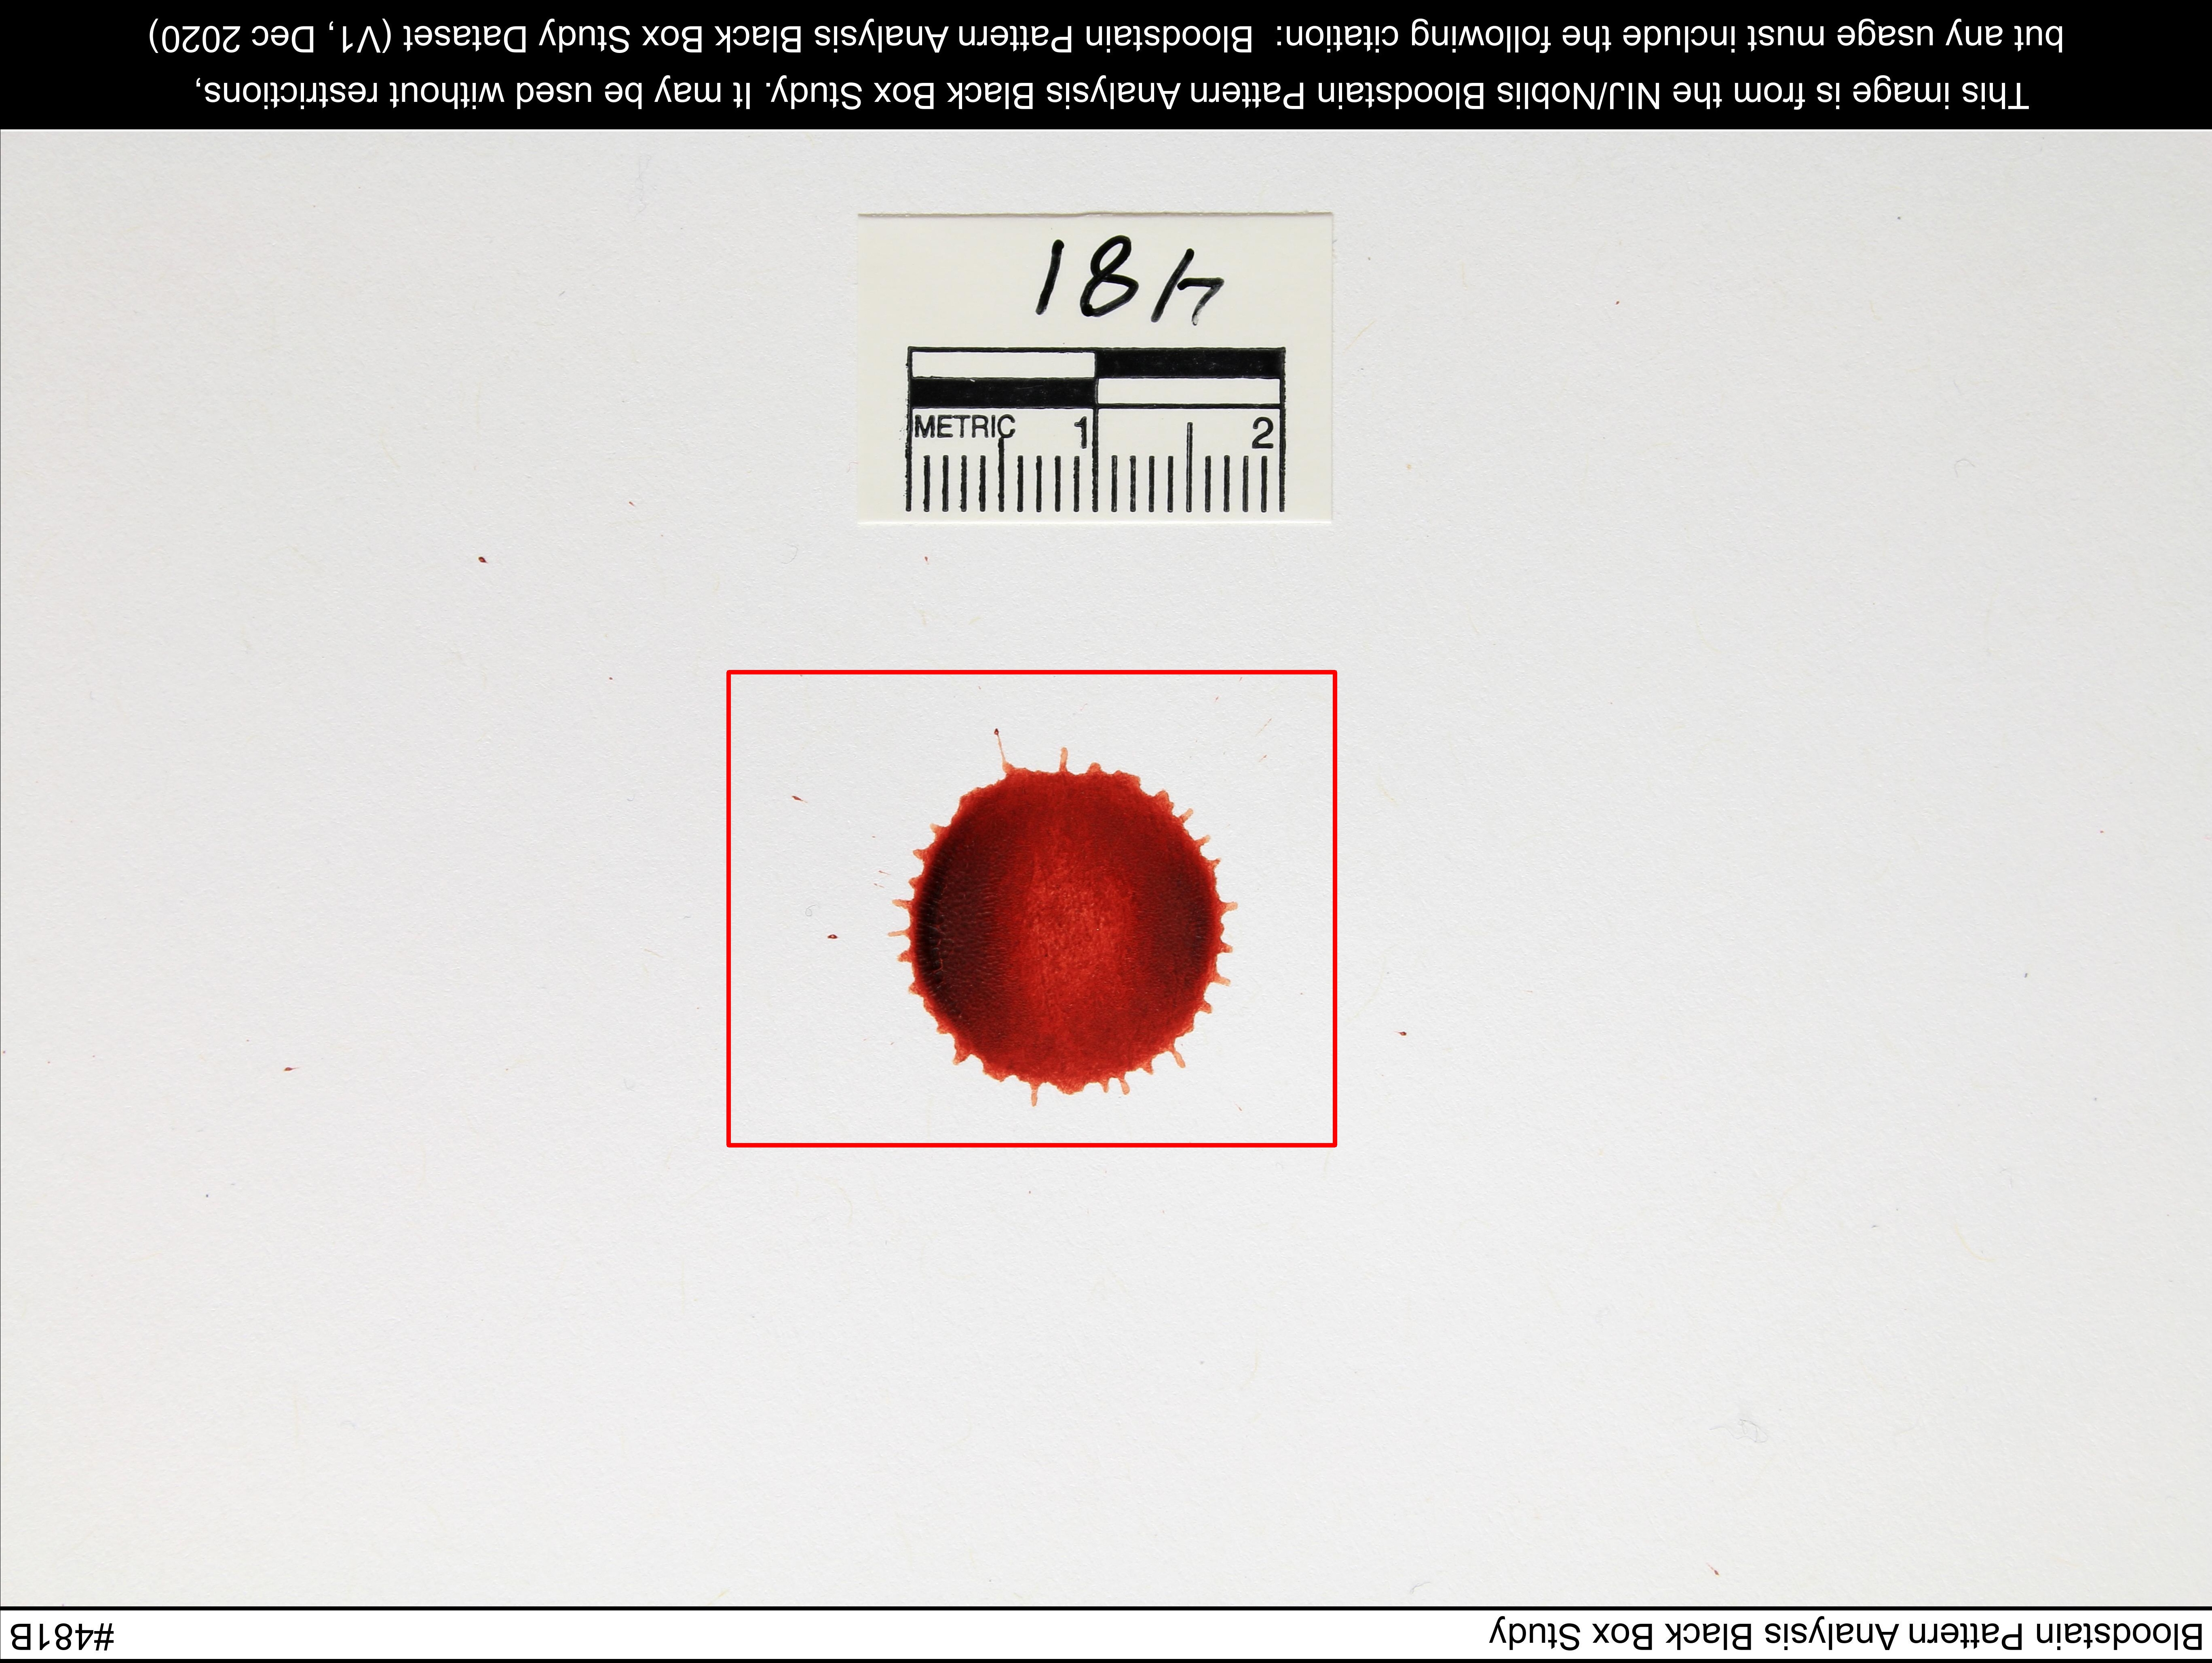 Bloodstain Pattern Analysis Black Box Study #481B
METRIC 1 2
481
This image is from the NIJ/Noblis Bloodstain Pattern Analysis Black Box Study. It may be used without restrictions,
but any usage must include the following citation: Bloodstain Pattern Analysis Black Box Study Dataset (V1, Dec 2020)